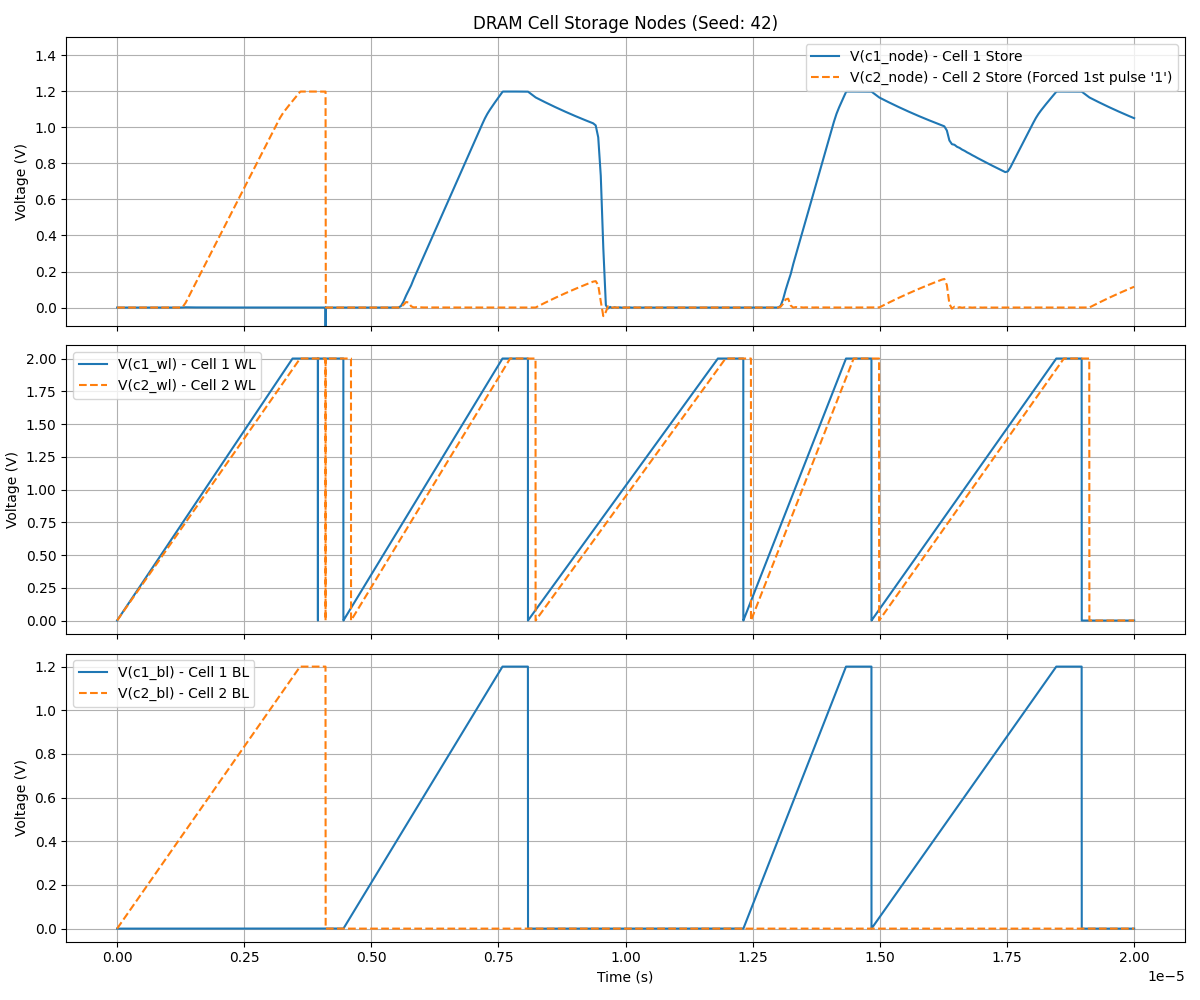 DRAM Cell Storage Nodes (Seed: 42)
V(c1_node) - Cell 1 Store
V(c2_node) - Cell 2 Store (Forced 1st pulse '1')
1.4
1.2
1.0
0.8
0.6
0.4
0.2
0.0
Voltage (V)
V(c1_wl) - Cell 1 WL
V(c2_wl) - Cell 2 WL
2.00
1.75
1.50
1.25
1.00
0.75
0.50
0.25
0.00
Voltage (V)
V(c1_bl) - Cell 1 BL
V(c2_bl) - Cell 2 BL
1.2
1.0
0.8
0.6
0.4
0.2
0.0
Voltage (V)
0.00 0.25 0.50 0.75 1.00 1.25 1.50 1.75 2.00
Time (s)
1e−5